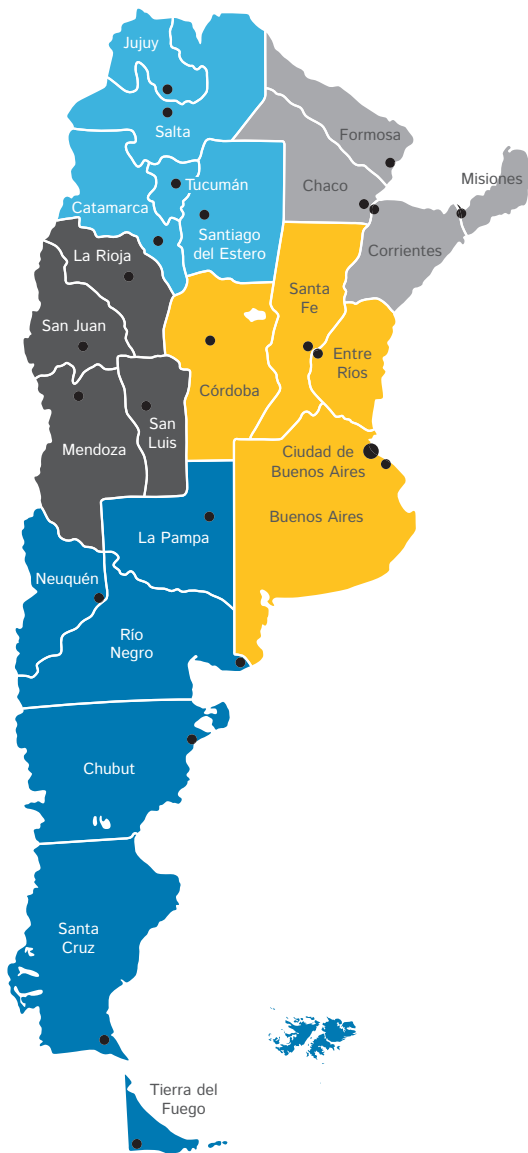 Jujuy
Salta
Formosa
Chaco
Misiones
Tucumán
Catamarca
Santiago
del Estero
Corrientes
La Rioja
Santa
Fe
San Juan
Entre
Ríos
Córdoba
San
Luis
Mendoza
Ciudad de
Buenos Aires
Buenos Aires
La Pampa
Neuquén
Río
Negro
Chubut
Santa
Cruz
Tierra del
Fuego